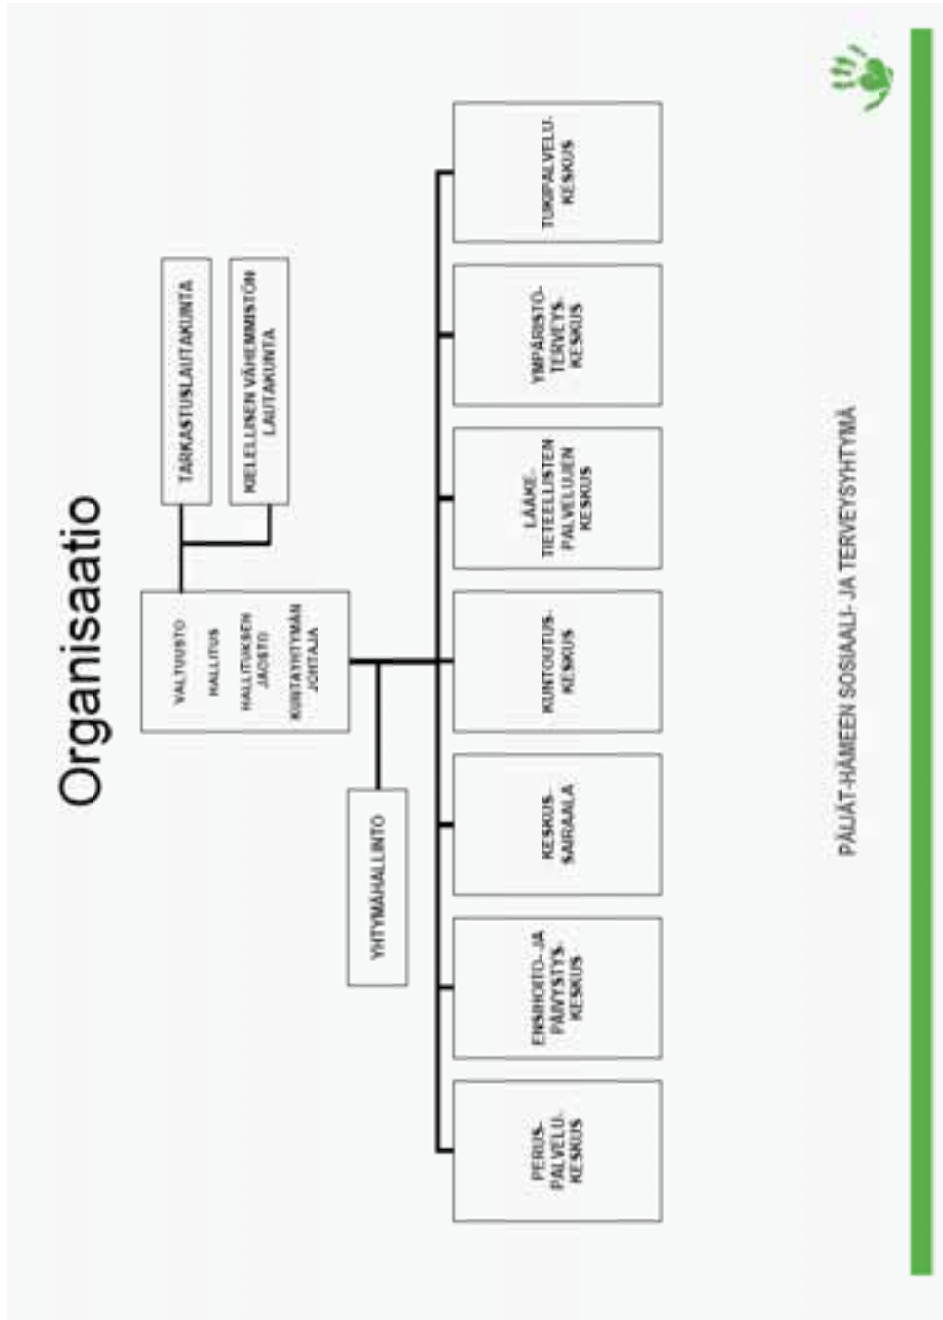 Organisaatio
TARKASTUSLAUTAKUNTA
KIELELLISEN VÄHEMMISTÖN
LAUTAKUNTA
VALTUUSTO
HALLITUS
HALLITUKSEN
JAOSTO
KUNTAYHTYMÄN
JOHTAJA
YHTYMÄHALLINTO
PERUS-
PALVELU-
KESKUS
ENSIHOITO- JA
PÄIVYSTYS-
KESKUS
KESKUS-
SAIRAALA
KUNTOUTUS-
KESKUS
LÄÄKE-
TIETEELLISTEN
PALVELUJEN
KESKUS
YMPÄRISTÖ-
TERVEYS-
KESKUS
TUKIPALVELU-
KESKUS
PÄIJÄT-HÄMEEN SOSIAALI- JA TERVEYSYHTYMÄ